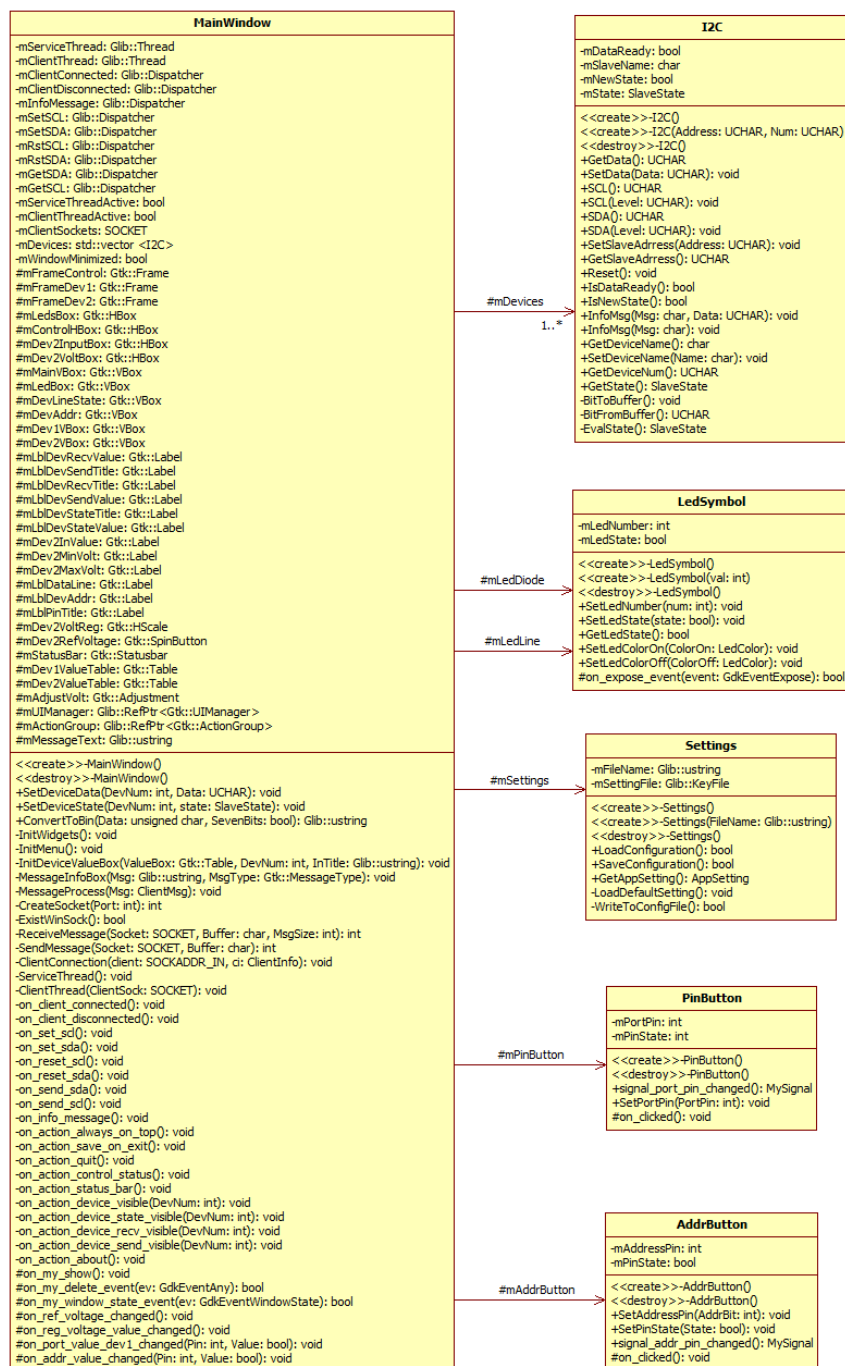 MainWindow
-mServiceThread: Glib::Thread
-mClientThread: Glib::Thread
-mClientConnected: Glib::Dispatcher
-mClientDisconnected: Glib::Dispatcher
-mInfoMessage: Glib::Dispatcher
-mSetSCL: Glib::Dispatcher
-mSetSDA: Glib::Dispatcher
-mRstSCL: Glib::Dispatcher
-mRstSDA: Glib::Dispatcher
-mGetSDA: Glib::Dispatcher
-mGetSCL: Glib::Dispatcher
-mServiceThreadActive: bool
-mClientThreadActive: bool
-mClientSockets: SOCKET
-mDevices: std::vector <I2C>
-mWindowMinimized: bool
#mFrameControl: Gtk::Frame
#mFrameDev1: Gtk::Frame
#mFrameDev2: Gtk::Frame
#mLedsBox: Gtk::HBox
#mControlHBox: Gtk::HBox
#mDev2InputBox: Gtk::HBox
#mDev2VoltBox: Gtk::HBox
#mMainVBox: Gtk::VBox
#mLedBox: Gtk::VBox
#mDevLineState: Gtk::VBox
#mDevAddr: Gtk::VBox
#mDev1VBox: Gtk::VBox
#mDev2VBox: Gtk::VBox
#mLblDevRecvValue: Gtk::Label
#mLblDevSendTitle: Gtk::Label
#mLblDevRecvTitle: Gtk::Label
#mLblDevSendValue: Gtk::Label
#mLblDevStateTitle: Gtk::Label
#mLblDevStateValue: Gtk::Label
#mDev2InValue: Gtk::Label
#mDev2MinVolt: Gtk::Label
#mDev2MaxVolt: Gtk::Label
#mLblDataLine: Gtk::Label
#mLblDevAddr: Gtk::Label
#mLblPinTitle: Gtk::Label
#mDev2VoltReg: Gtk::HScale
#mDev2RefVoltage: Gtk::SpinButton
#mStatusBar: Gtk::Statusbar
#mDev1ValueTable: Gtk::Table
#mDev2ValueTable: Gtk::Table
#mAdjustVolt: Gtk::Adjustment
#mUIManager: Glib::RefPtr<Gtk::UIManager>
#mActionGroup: Glib::RefPtr<Gtk::ActionGroup>
#mMessageText: Glib::ustring
<<create>>-MainWindow()
<<destroy>>-MainWindow()
+SetDeviceData(DevNum: int, Data: UCHAR): void
+SetDeviceState(DevNum: int, state: SlaveState): void
+ConvertToBin(Data: unsigned char, SevenBits: bool): Glib::ustring
-InitWidgets(): void
-InitMenu(): void
-InitDeviceValueBox(ValueBox: Gtk::Table, DevNum: int, InTitle: Glib::ustring): void
-MessageInfoBox(Msg: Glib::ustring, MsgType: Gtk::MessageType): void
-MessageProcess(Msg: ClientMsg): void
-CreateSocket(Port: int): int
-ExistWinSock(): bool
-ReceiveMessage(Socket: SOCKET, Buffer: char, MsgSize: int): int
-SendMessage(Socket: SOCKET, Buffer: char): int
-ClientConnection(client: SOCKADDR_IN, ci: ClientInfo): void
-ServiceThread(): void
-ClientThread(ClientSock: SOCKET): void
-on_client_connected(): void
-on_client_disconnected(): void
-on_set_scl(): void
-on_set_sda(): void
-on_reset_scl(): void
-on_reset_sda(): void
-on_send_sda(): void
-on_send_scl(): void
-on_info_message(): void
-on_action_always_on_top(): void
-on_action_save_on_exit(): void
-on_action_quit(): void
-on_action_control_status(): void
-on_action_status_bar(): void
-on_action_device_visible(DevNum: int): void
-on_action_device_state_visible(DevNum: int): void
-on_action_device_recv_visible(DevNum: int): void
-on_action_device_send_visible(DevNum: int): void
-on_action_about(): void
#on_my_show(): void
#on_my_delete_event(ev: GdkEventAny): bool
#on_my_window_state_event(ev: GdkEventWindowState): bool
#on_ref_voltage_changed(): void
#on_reg_voltage_value_changed(): void
#on_port_value_dev1_changed(Pin: int, Value: bool): void
#on_addr_value_changed(Pin: int, Value: bool): void
#mDevices
1..*
#mLedDiode
#mLedLine
#mSettings
#mPinButton
#mAddrButton
I2C
-mDataReady: bool
-mSlaveName: char
-mNewState: bool
-mState: SlaveState
<<create>>-I2C()
<<create>>-I2C(Address: UCHAR, Num: UCHAR)
<<destroy>>-I2C()
+GetData(): UCHAR
+SetData(Data: UCHAR): void
+SCL(): UCHAR
+SCL(Level: UCHAR): void
+SDA(): UCHAR
+SDA(Level: UCHAR): void
+SetSlaveAdrress(Address: UCHAR): void
+GetSlaveAdrress(): UCHAR
+Reset(): void
+IsDataReady(): bool
+IsNewState(): bool
+InfoMsg(Msg: char, Data: UCHAR): void
+InfoMsg(Msg: char): void
+GetDeviceName(): char
+SetDeviceName(Name: char): void
+GetDeviceNum(): UCHAR
+GetState(): SlaveState
-BitToBuffer(): void
-BitFromBuffer(): UCHAR
-EvalState(): SlaveState
LedSymbol
-mLedNumber: int
-mLedState: bool
<<create>>-LedSymbol()
<<create>>-LedSymbol(val: int)
<<destroy>>-LedSymbol()
+SetLedNumber(num: int): void
+SetLedState(state: bool): void
+GetLedState(): bool
+SetLedColorOn(ColorOn: LedColor): void
+SetLedColorOff(ColorOff: LedColor): void
#on_expose_event(event: GdkEventExpose): bool
Settings
-mFileName: Glib::ustring
-mSettingFile: Glib::KeyFile
<<create>>-Settings()
<<create>>-Settings(FileName: Glib::ustring)
<<destroy>>-Settings()
+LoadConfiguration(): bool
+SaveConfiguration(): bool
+GetAppSetting(): AppSetting
-LoadDefaultSetting(): void
-WriteToConfigFile(): bool
PinButton
-mPortPin: int
-mPinState: int
<<create>>-PinButton()
<<destroy>>-PinButton()
+signal_port_pin_changed(): MySignal
+SetPortPin(PortPin: int): void
#on_clicked(): void
AddrButton
-mAddressPin: int
-mPinState: bool
<<create>>-AddrButton()
<<destroy>>-AddrButton()
+SetAddressPin(AddrBit: int): void
+SetPinState(State: bool): void
+signal_addr_pin_changed(): MySignal
#on_clicked(): void